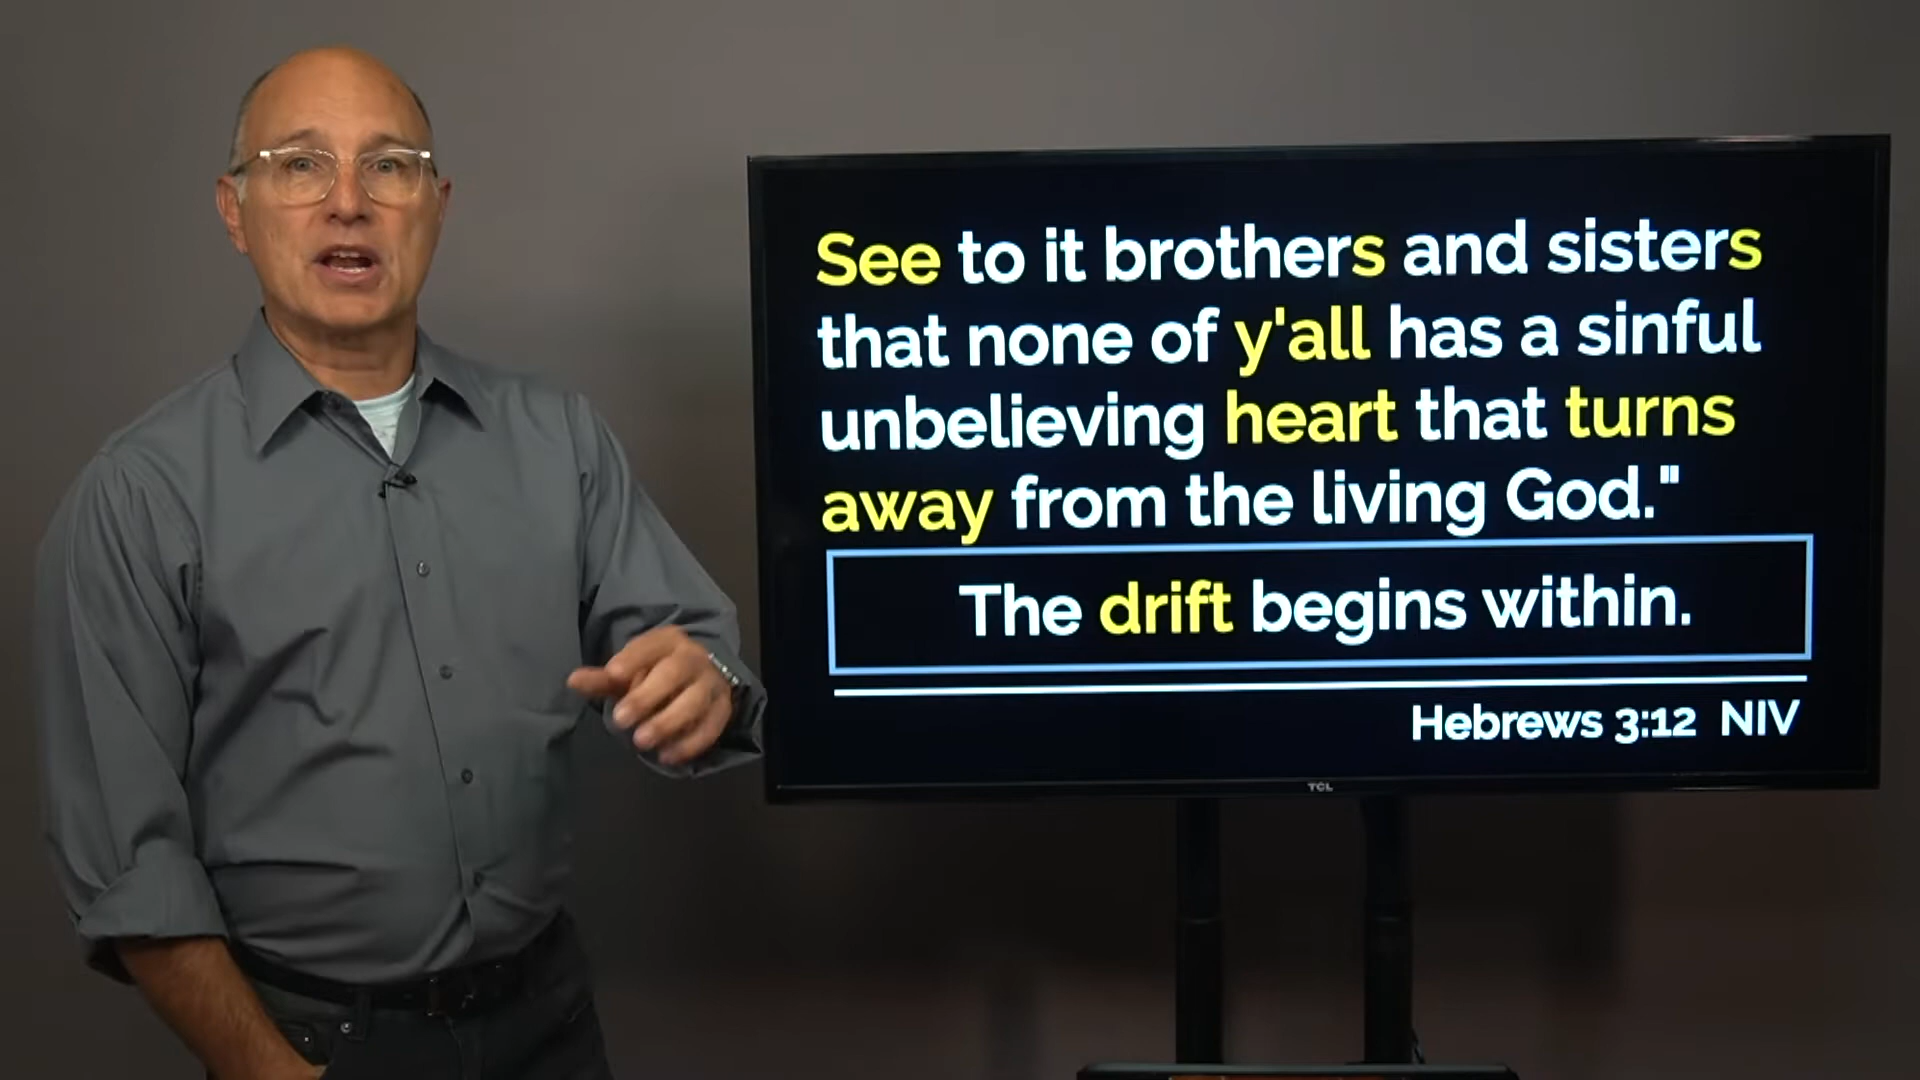 See to it brothers and sisters
that none of y'all has a sinful
unbelieving heart that turns
away from the living God."
The drift begins within.
Hebrews 3:12 NIV
TCL